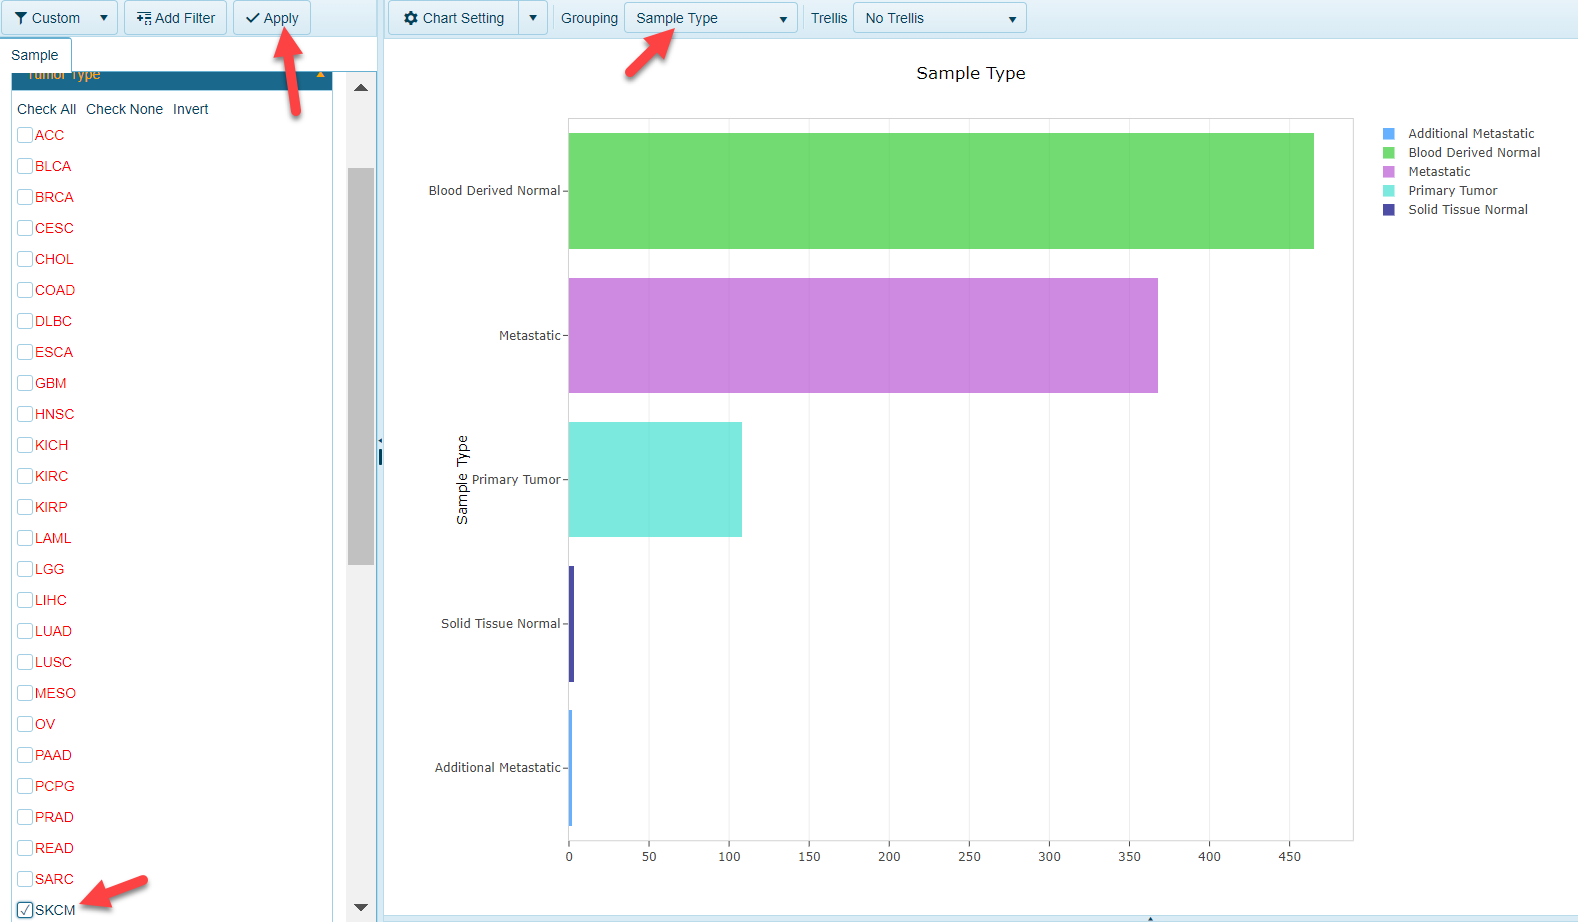 Custom
Add Filter
Apply
Sample
Tumor Type
Check All Check None Invert
ACC
BLCA
BRCA
CESC
CHOL
COAD
DLBC
ESCA
GBM
HNSC
KICH
KIRC
KIRP
LAML
LGG
LIHC
LUAD
LUSC
MESO
OV
PAAD
PCPG
PRAD
READ
SARC
SKCM
Chart Setting
Grouping
Sample Type
Trellis
No Trellis
Sample Type
Blood Derived Normal
Metastatic
Primary Tumor
Solid Tissue Normal
Additional Metastatic
Sample Type
0 50 100 150 200 250 300 350 400 450
Additional Metastatic
Blood Derived Normal
Metastatic
Primary Tumor
Solid Tissue Normal